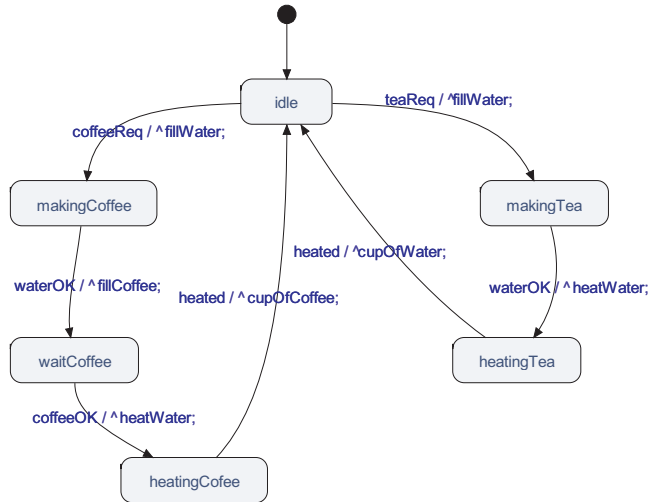 idle
teaReq / ^fillWater;
coffeeReq / ^fillWater;
makingCoffee
makingTea
heated / ^cupOfWater;
waterOK / ^fillCoffee;
heated / ^cupOfCoffee;
waterOK / ^heatWater;
waitCoffee
heatingTea
coffeeOK / ^heatWater;
heatingCofee